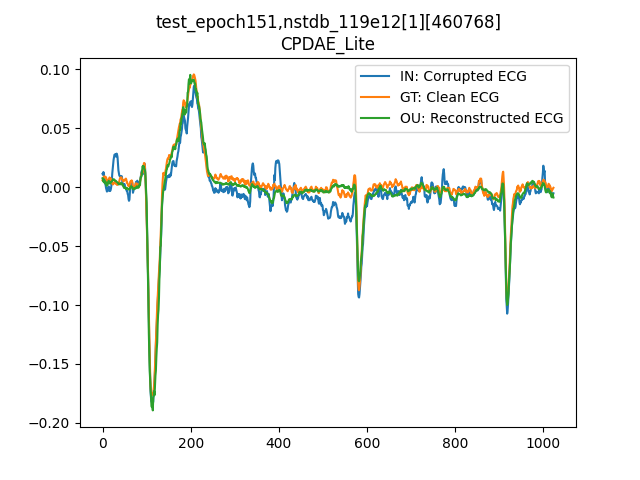 test_epoch151,nstdb_119e12[1][460768]
CPDAE_Lite
IN: Corrupted ECG
GT: Clean ECG
OU: Reconstructed ECG
0.10
0.05
0.00
−0.05
−0.10
−0.15
−0.20
0 200 400 600 800 1000